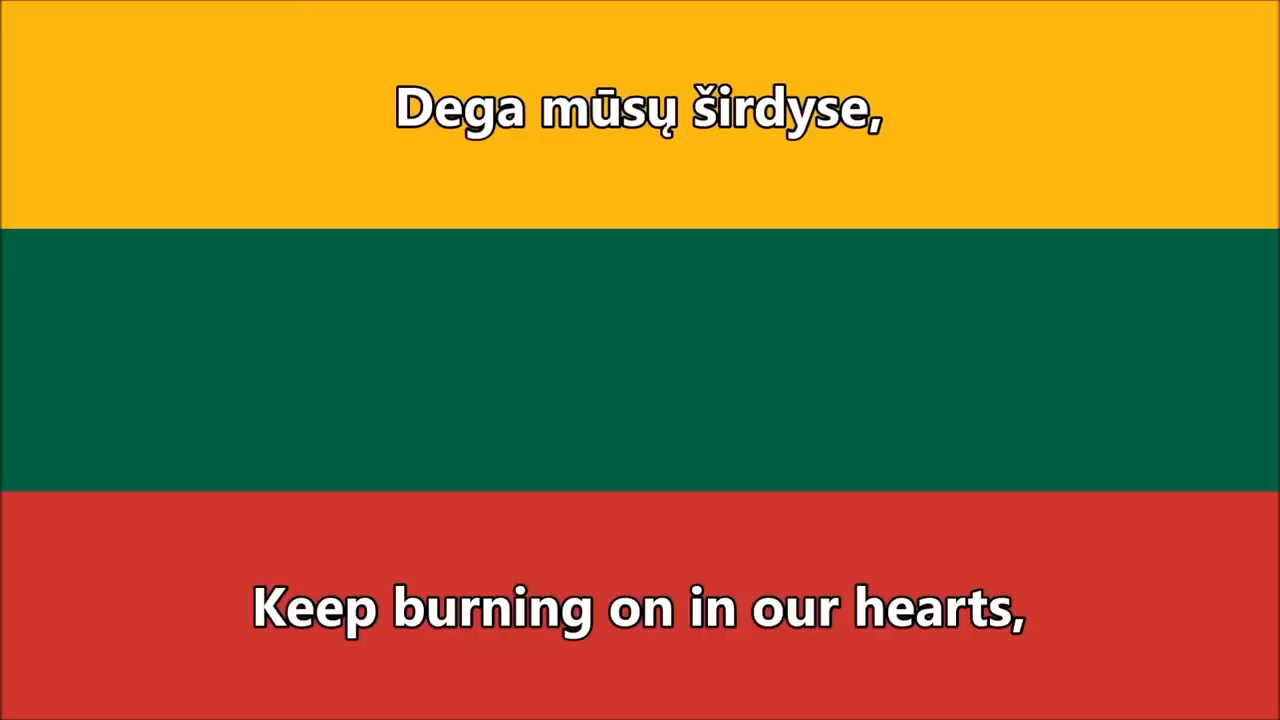 Dega mūsų širdyse,
Keep burning on in our hearts,